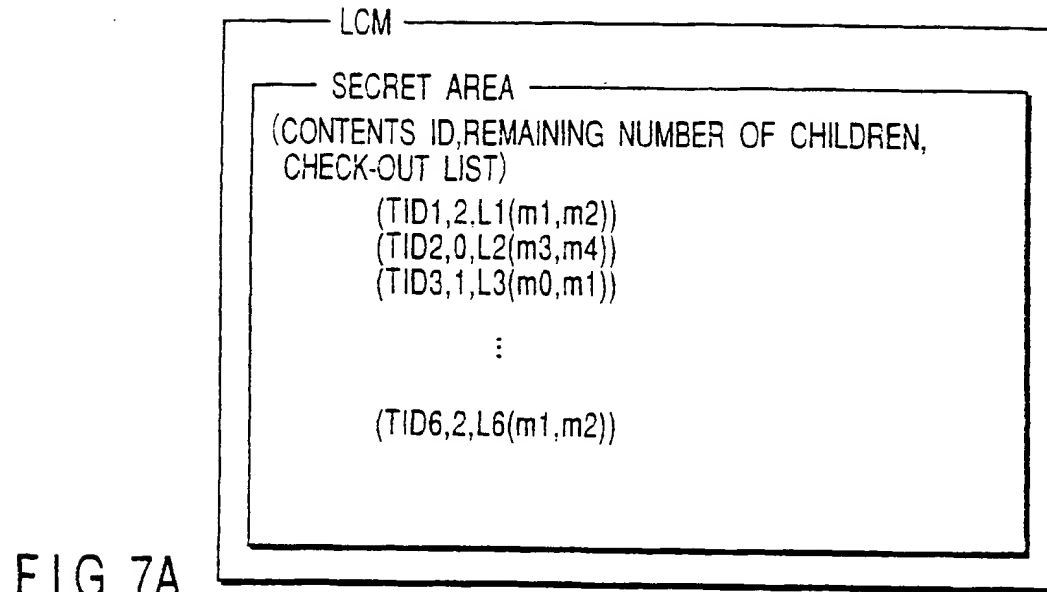 LCM
SECRET AREA
(CONTENTS ID,REMAINING NUMBER OF CHILDREN,
CHECK-OUT LIST)
(TID1,2,L1(m1,m2))
(TID2,0,L2(m3,m4))
(TID3,1,L3(m0,m1))
⋮
(TID6,2,L6(m1,m2))
FIG 7A